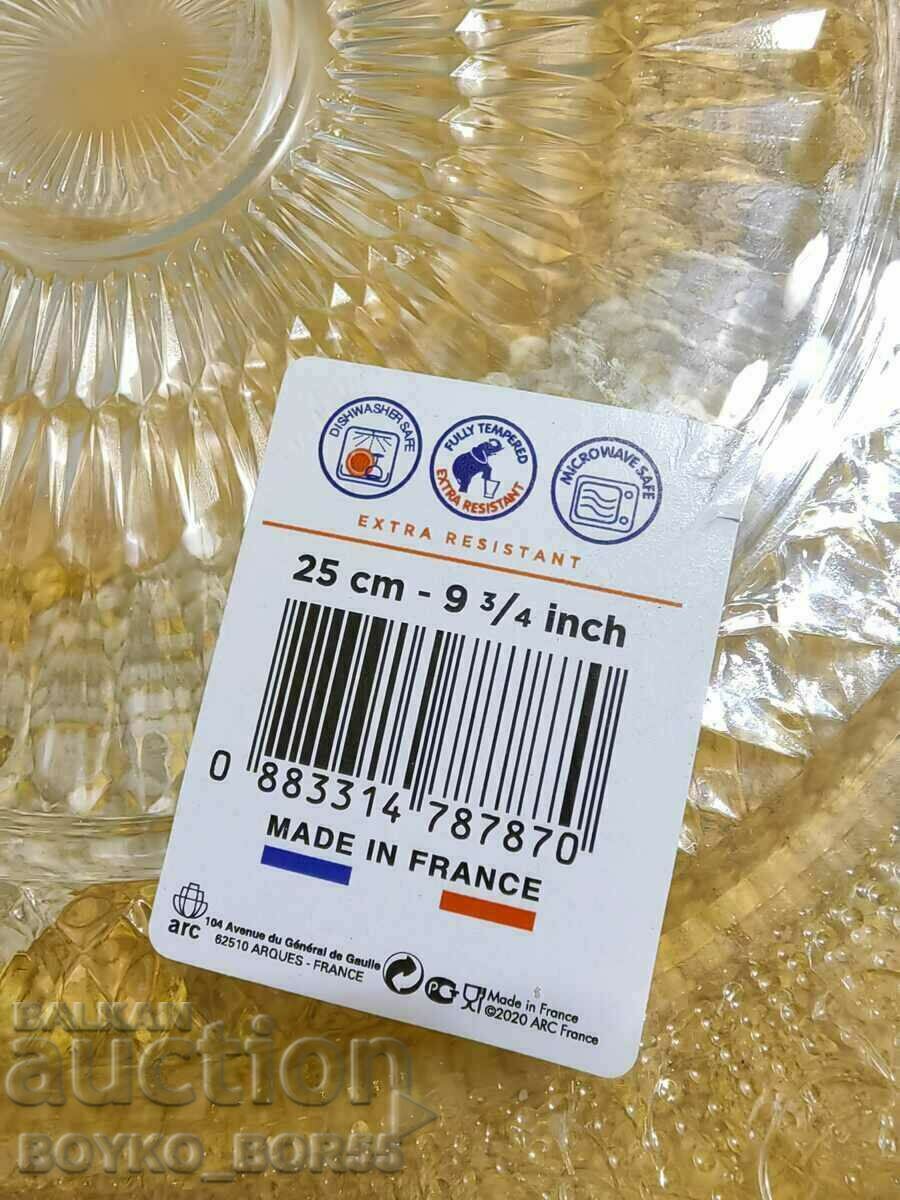 DISHWASHER SAFE
FULLY TEMPERED
EXTRA RESISTANT
MICROWAVE SAFE
EXTRA RESISTANT
25 cm - 9 3/4 inch
0 883314 787870
MADE IN FRANCE
arc
104 Avenue du Général de Gaulle
62510 ARQUES - FRANCE
Made in France
©2020 ARC France
BALKAN
auction
BOYKO_BOR55